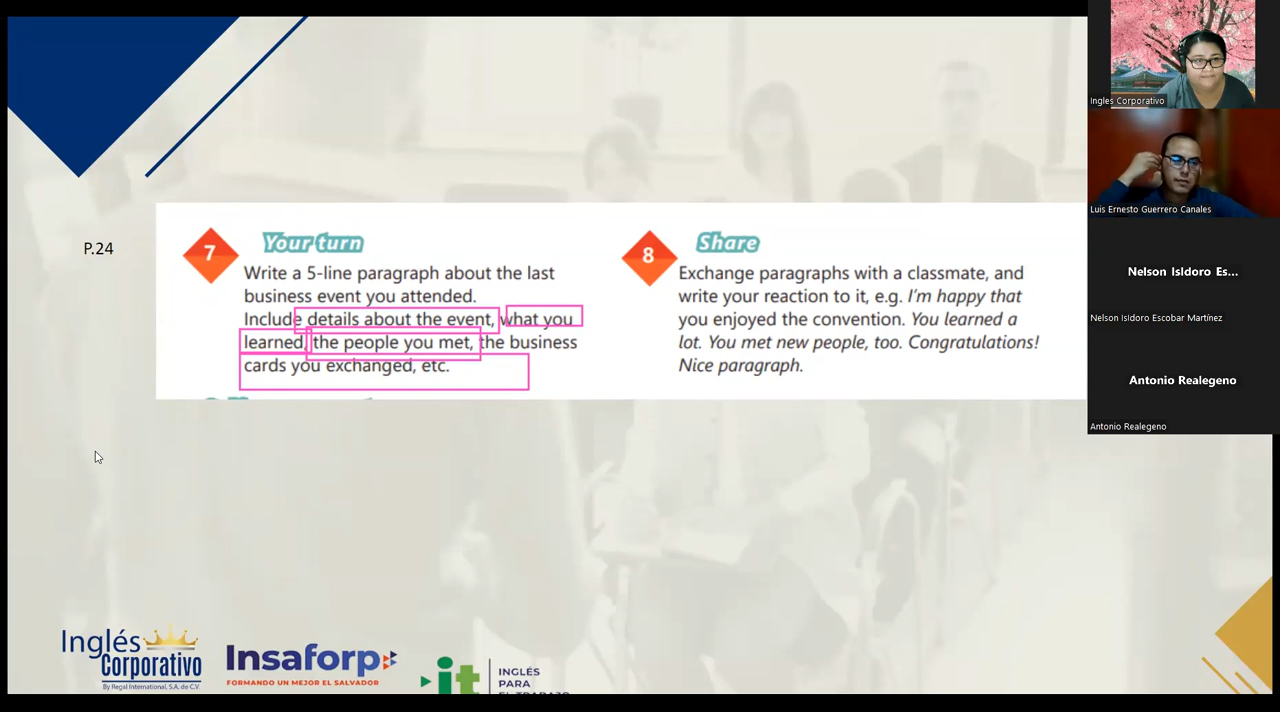 P.24
7
Your turn
Write a 5-line paragraph about the last
business event you attended.
Include details about the event, what you
learned, the people you met, the business
cards you exchanged, etc.
8
Share
Exchange paragraphs with a classmate, and
write your reaction to it, e.g. I'm happy that
you enjoyed the convention. You learned a
lot. You met new people, too. Congratulations!
Nice paragraph.
Ingles Corporativo
Luis Ernesto Guerrero Canales
Nelson Isidoro Es...
Nelson Isidoro Escobar Martínez
Antonio Realegeno
Antonio Realegeno
Inglés
Corporativo
By Regal International, S.A. de C.V.
Insaforp
FORMANDO UN MEJOR EL SALVADOR
it
INGLÉS
PARA
EL TRABAJO